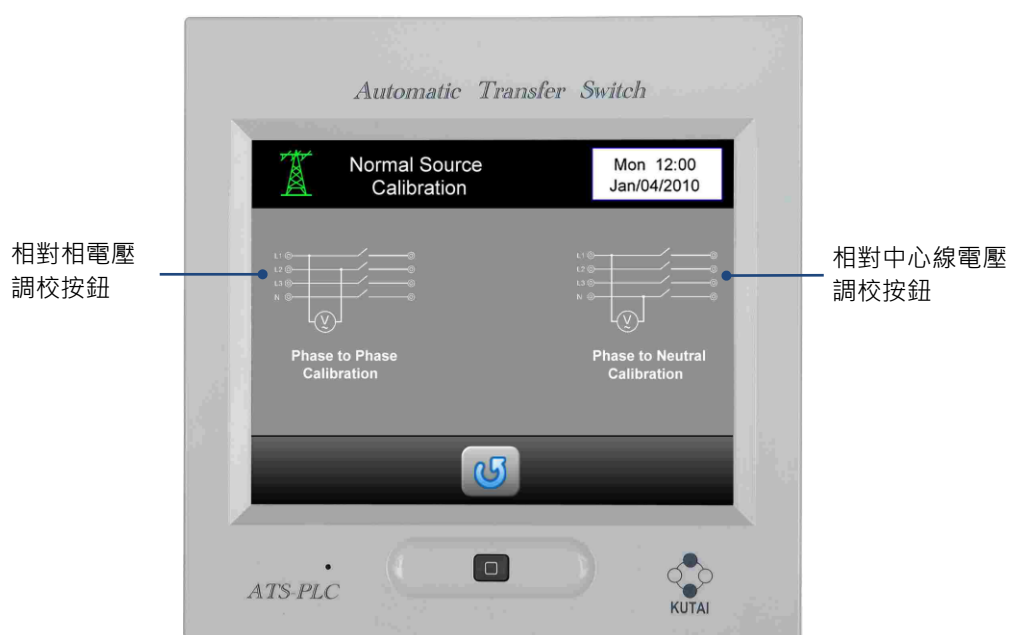 Automatic Transfer Switch
Normal Source
Calibration
Mon 12:00
Jan/04/2010
相對相電壓
調校按鈕
相對中心線電壓
調校按鈕
L1
L2
L3
N
V
Phase to Phase
Calibration
L1
L2
L3
N
V
Phase to Neutral
Calibration
ATS-PLC
KUTAI